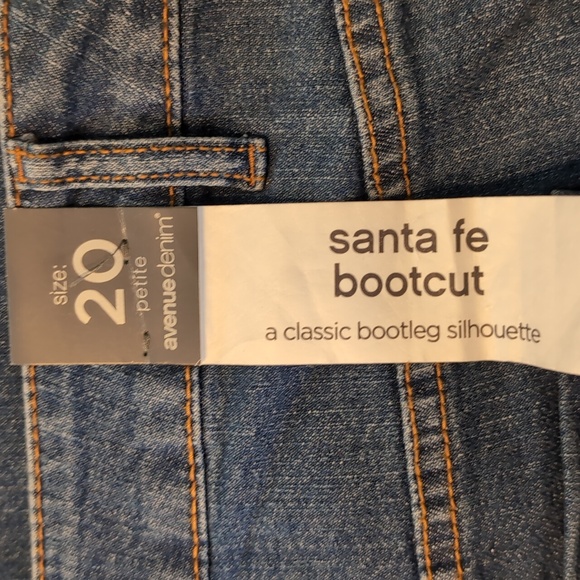 size:
20
petite
avenuedenim®
santa fe
bootcut
a classic bootleg silhouette